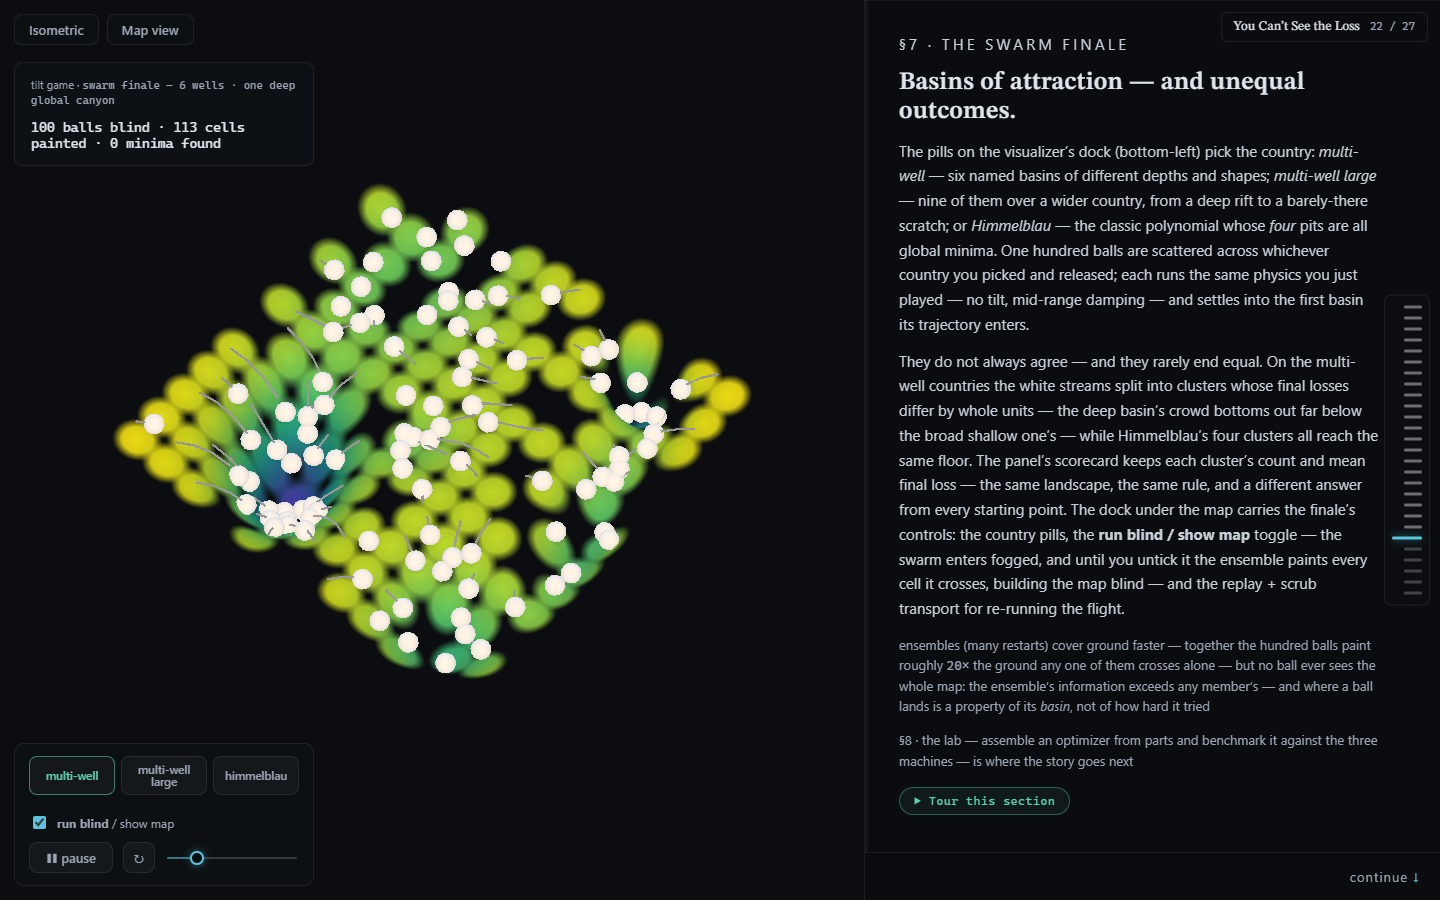 Isometric
Map view
tilt game · swarm finale — 6 wells · one deep
global canyon
100 balls blind · 113 cells
painted · 0 minima found
You Can't See the Loss 22 / 27
§7 · THE SWARM FINALE
Basins of attraction — and unequal
outcomes.
The pills on the visualizer's dock (bottom-left) pick the country: multi-
well — six named basins of different depths and shapes; multi-well large
— nine of them over a wider country, from a deep rift to a barely-there
scratch; or Himmelblau — the classic polynomial whose four pits are all
global minima. One hundred balls are scattered across whichever
country you picked and released; each runs the same physics you just
played — no tilt, mid-range damping — and settles into the first basin
its trajectory enters.
They do not always agree — and they rarely end equal. On the multi-
well countries the white streams split into clusters whose final losses
differ by whole units — the deep basin's crowd bottoms out far below
the broad shallow one's — while Himmelblau's four clusters all reach the
same floor. The panel's scorecard keeps each cluster's count and mean
final loss — the same landscape, the same rule, and a different answer
from every starting point. The dock under the map carries the finale's
controls: the country pills, the run blind / show map toggle — the
swarm enters fogged, and until you untick it the ensemble paints every
cell it crosses, building the map blind — and the replay + scrub
transport for re-running the flight.
ensembles (many restarts) cover ground faster — together the hundred balls paint
roughly 20× the ground any one of them crosses alone — but no ball ever sees the
whole map: the ensemble's information exceeds any member's — and where a ball
lands is a property of its basin, not of how hard it tried
§8 · the lab — assemble an optimizer from parts and benchmark it against the three
machines — is where the story goes next
▶ Tour this section
multi-well
multi-well
large
himmelblau
run blind / show map
pause
↻
continue ↓